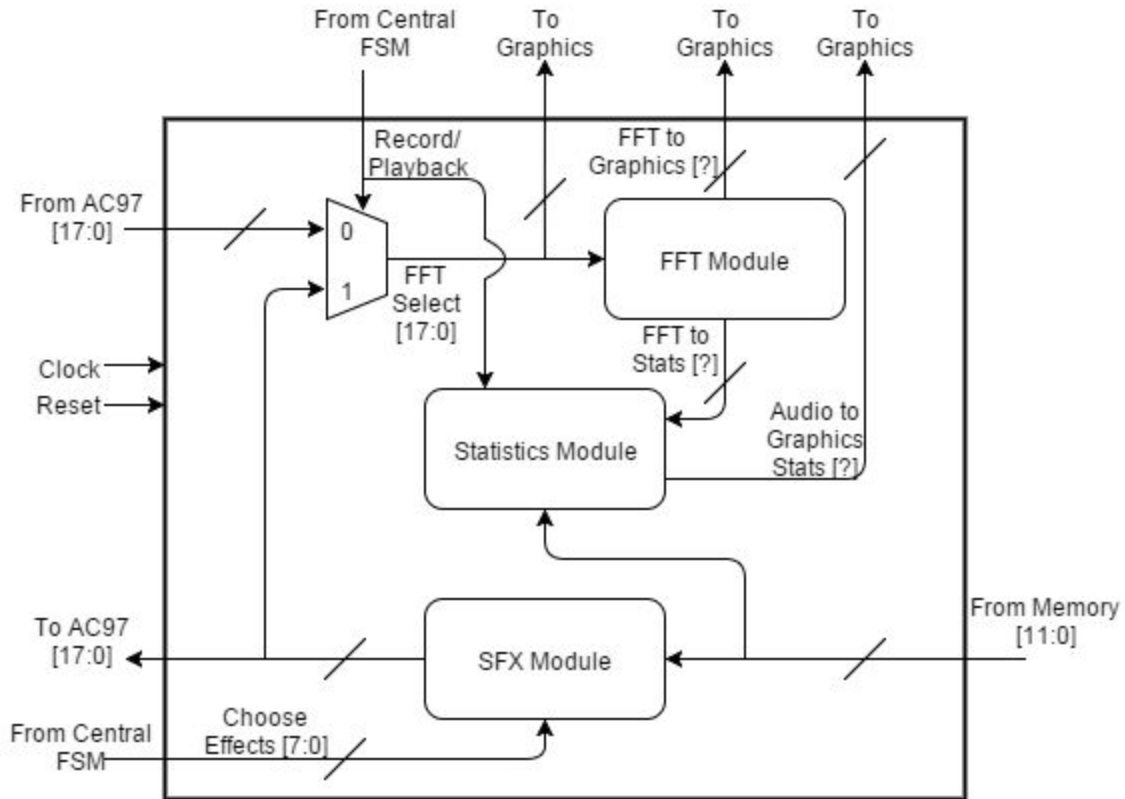 From Central
FSM
To
Graphics
To
Graphics
To
Graphics
Record/
Playback
FFT to
Graphics [?]
From AC97
[17:0]
0
1
FFT
Select
[17:0]
FFT Module
FFT to
Stats [?]
Clock
Reset
Statistics Module
Audio to
Graphics
Stats [?]
To AC97
[17:0]
SFX Module
From Memory
[11:0]
From Central
FSM
Choose
Effects [7:0]